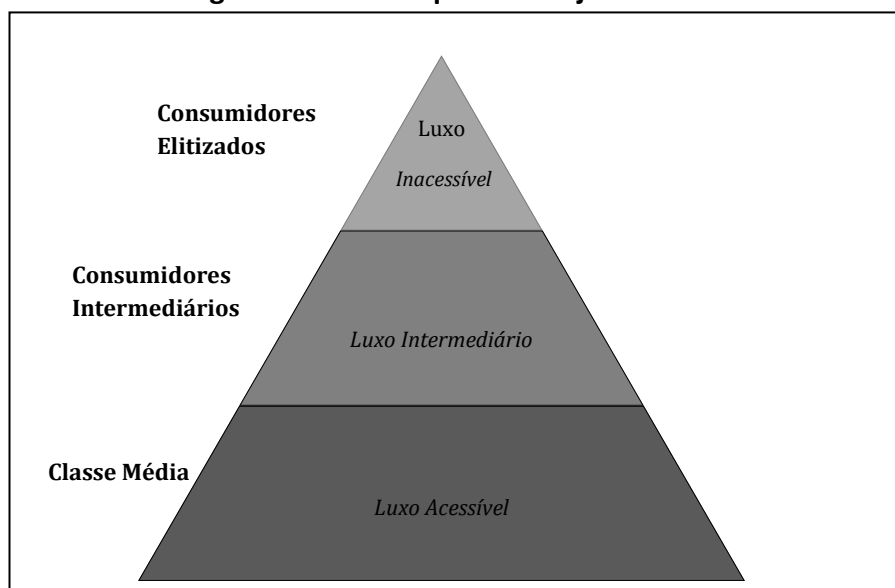 Consumidores
Elitizados
Luxo
Inacessível
Consumidores
Intermediários
Luxo Intermediário
Classe Média
Luxo Acessível